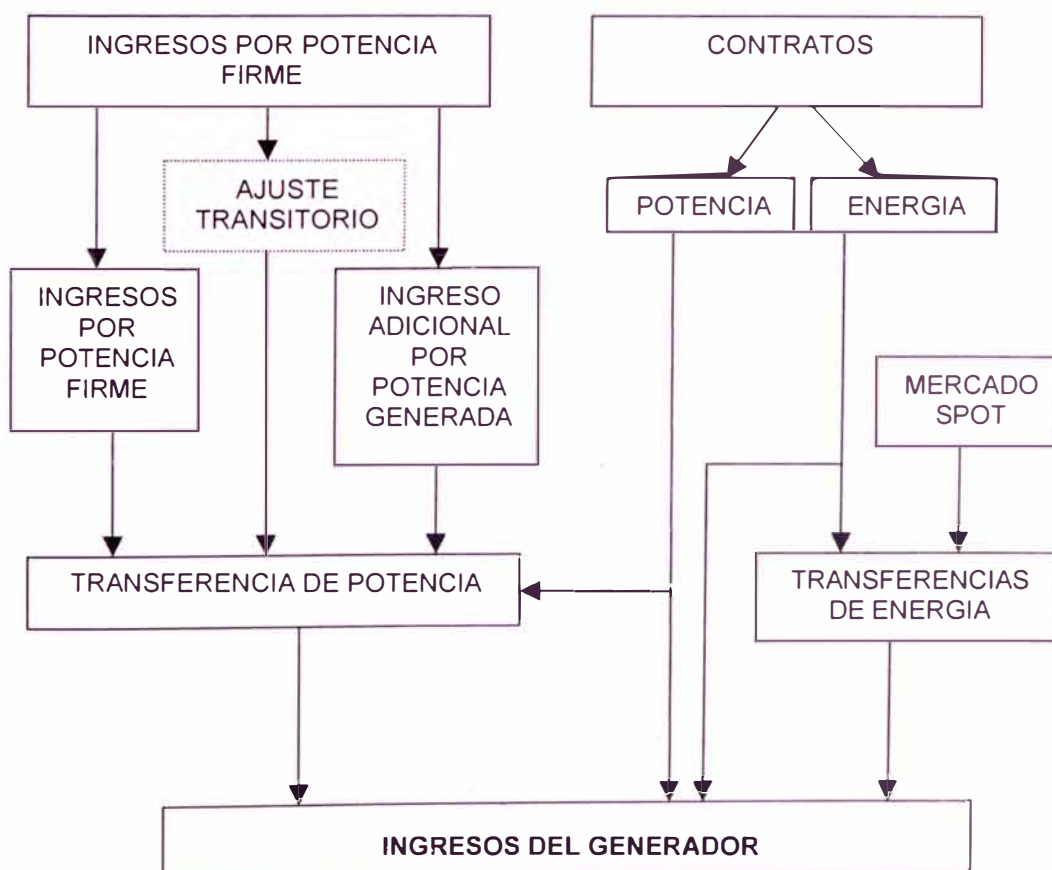 INGRESOS POR POTENCIA
FIRME
CONTRATOS
AJUSTE
TRANSITORIO
POTENCIA
ENERGIA
INGRESOS
POR
POTENCIA
FIRME
INGRESO
ADICIONAL
POR
POTENCIA
GENERADA
MERCADO
SPOT
TRANSFERENCIA DE POTENCIA
TRANSFERENCIAS
DE ENERGIA
INGRESOS DEL GENERADOR